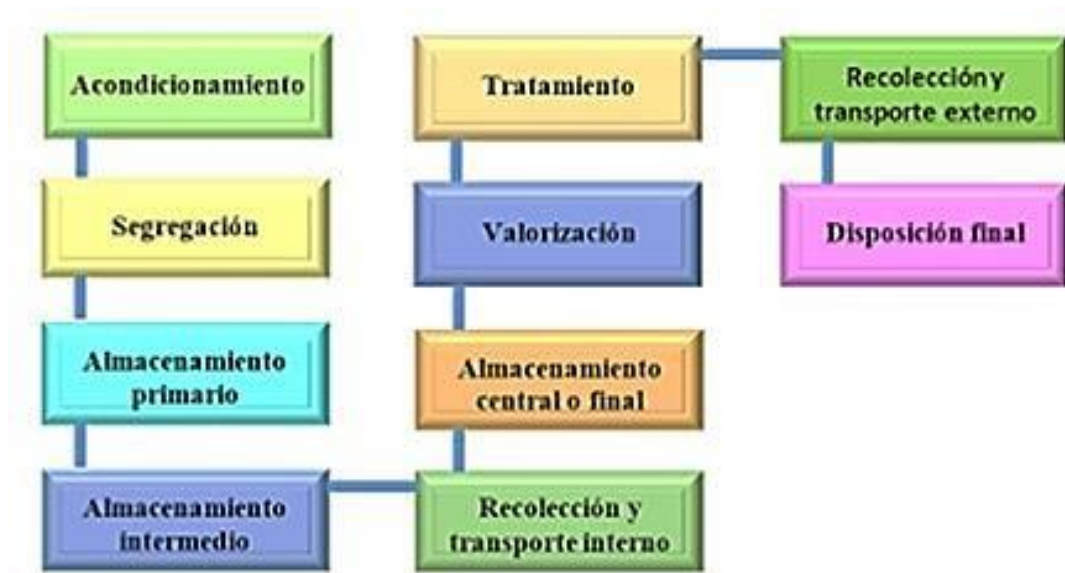 Acondicionamiento
Segregación
Almacenamiento
primario
Almacenamiento
intermedio
Recolección y
transporte interno
Almacenamiento
central o final
Valorización
Tratamiento
Recolección y
transporte externo
Disposición final